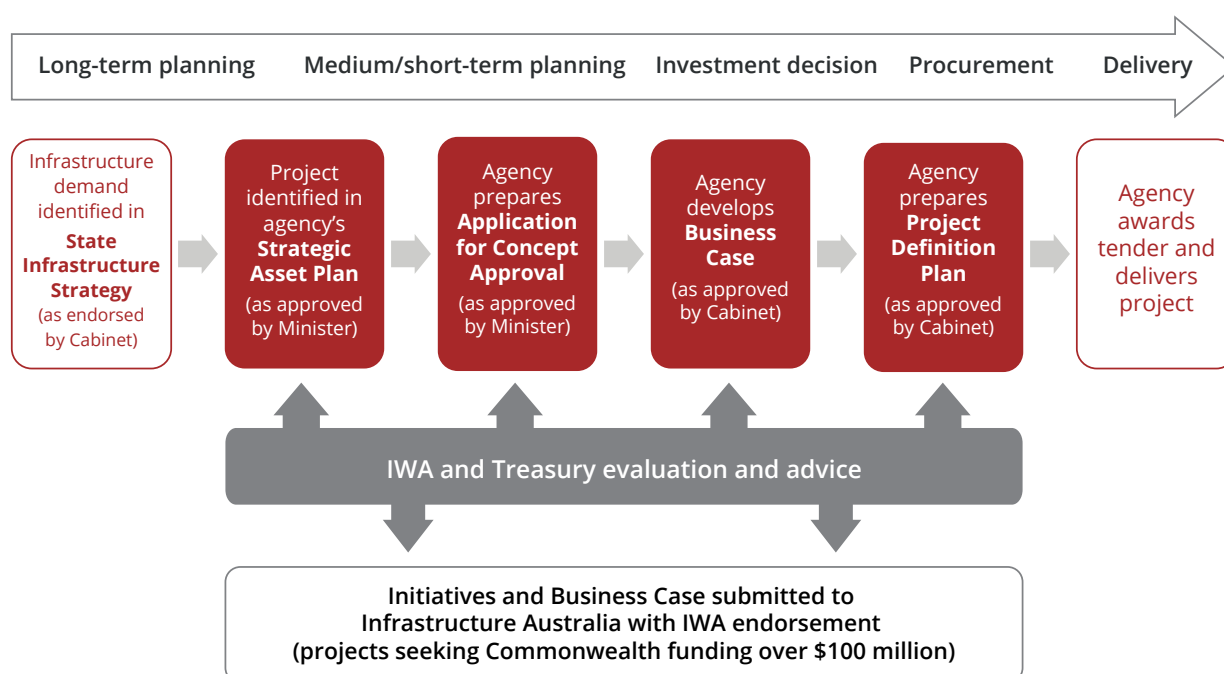 Long-term planning
Medium/short-term planning
Investment decision
Procurement
Delivery
Infrastructure
demand
identified in
State
Infrastructure
Strategy
(as endorsed
by Cabinet)
Project
identified in
agency's
Strategic
Asset Plan
(as approved
by Minister)
Agency
prepares
Application
for Concept
Approval
(as approved
by Minister)
Agency
develops
Business
Case
(as approved
by Cabinet)
Agency
prepares
Project
Definition
Plan
(as approved
by Cabinet)
Agency
awards
tender and
delivers
project
IWA and Treasury evaluation and advice
Initiatives and Business Case submitted to
Infrastructure Australia with IWA endorsement
(projects seeking Commonwealth funding over $100 million)